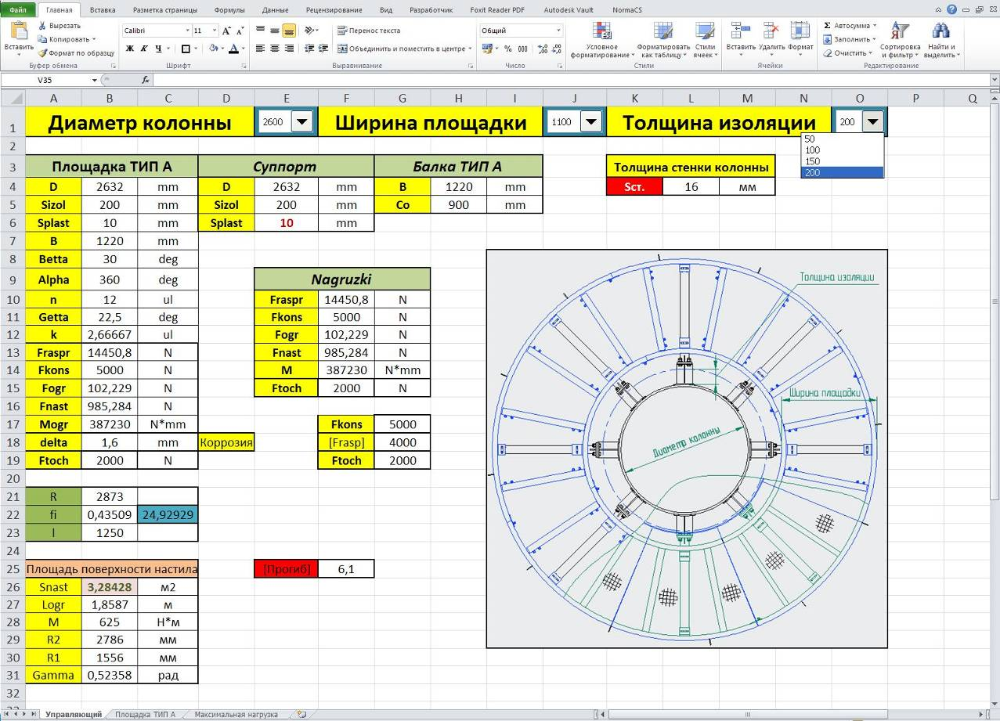 Файл Главная Вставка Разметка страницы Формулы Данные Рецензирование Вид Разработчик Foxit Reader PDF Autodesk Vault NormaCS
Вставить
Вырезать
Копировать
Формат по образцу
Буфер обмена
Calibri 11
Ж К Ч
Шрифт
Перенос текста
Объединить и поместить в центре
Выравнивание
Общий
% 000
Число
Условное форматирование
Форматировать как таблицу
Стили ячеек
Стили
Вставить Удалить Формат
Ячейки
Σ Автосумма
Заполнить
Очистить
Сортировка и фильтр
Найти и выделить
Редактирование
V35 fx
A B C D E F G H I J K L M N O P Q
1 Диаметр колонны 2600 Ширина площадки 1100 Толщина изоляции 200
50
100
150
200
2
3 Площадка ТИП А Суппорт Балка ТИП А Толщина стенки колонны
4 D 2632 mm D 2632 mm B 1220 mm Sст. 16 мм
5 Sizol 200 mm Sizol 200 mm Co 900 mm
6 Splast 10 mm Splast 10 mm
7 B 1220 mm
8 Betta 30 deg
9 Alpha 360 deg Nagruzki
10 n 12 ul Fraspr 14450,8 N
11 Getta 22,5 deg Fkons 5000 N
12 k 2,66667 ul Fogr 102,229 N
13 Fraspr 14450,8 N Fnast 985,284 N
14 Fkons 5000 N M 387230 N*mm
15 Fogr 102,229 N Ftoch 2000 N
16 Fnast 985,284 N
17 Mogr 387230 N*mm Fkons 5000
18 delta 1,6 mm Коррозия [Frasp] 4000
19 Ftoch 2000 N Ftoch 2000
20
21 R 2873
22 fi 0,43509 24,92929
23 l 1250
24
25 Площадь поверхности настила [Прогиб] 6,1
26 Snast 3,28428 м2
27 Logr 1,8587 м
28 M 625 Н*м
29 R2 2786 мм
30 R1 1556 мм
31 Gamma 0,52358 рад
32
Толщина изоляции
Ширина площадки
Диаметр колонны
Управляющий Площадка ТИП А Максимальная нагрузка